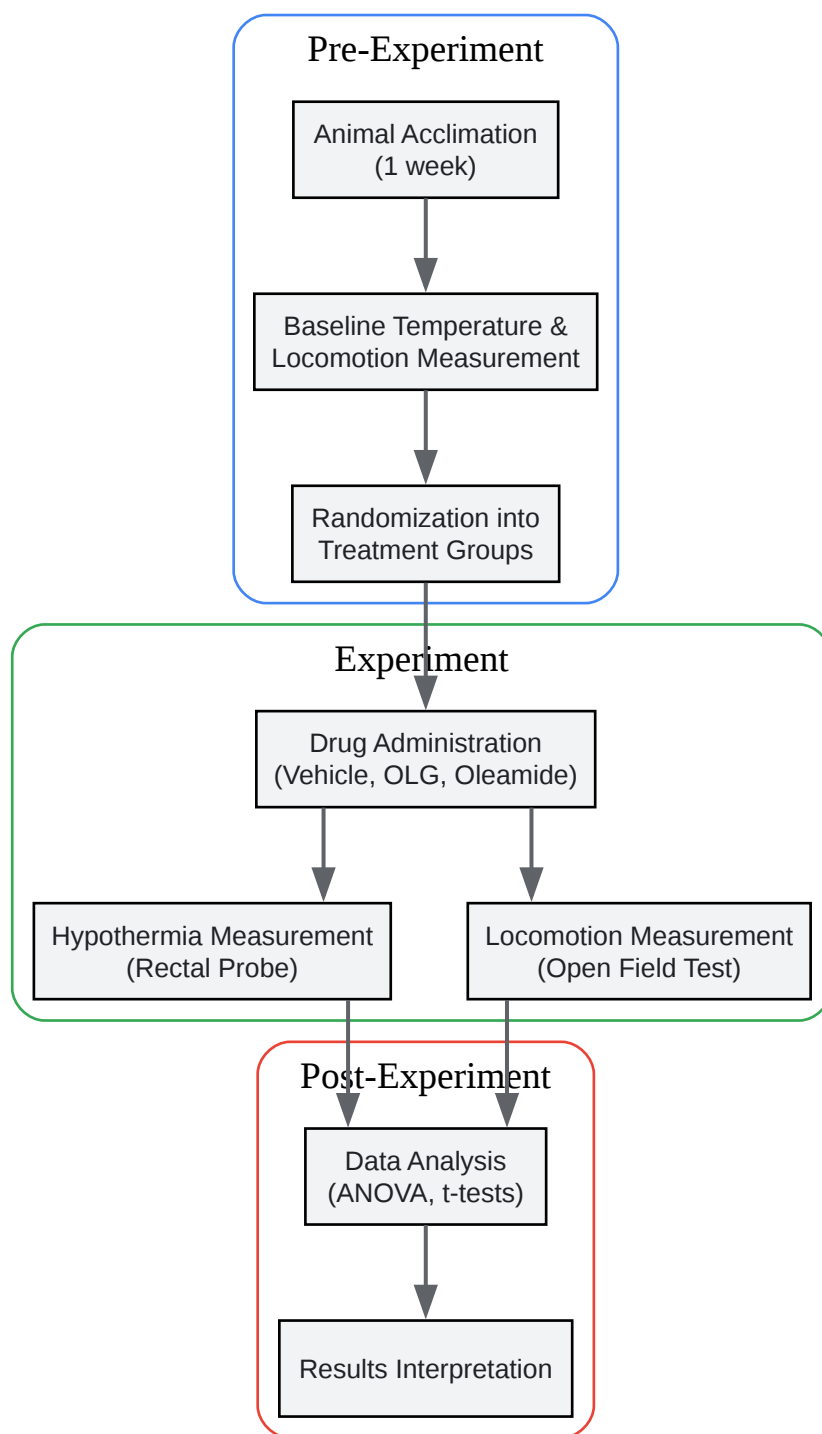 Pre-Experiment
Animal Acclimation
(1 week)
Baseline Temperature &
Locomotion Measurement
Randomization into
Treatment Groups
Experiment
Drug Administration
(Vehicle, OLG, Oleamide)
Hypothermia Measurement
(Rectal Probe)
Locomotion Measurement
(Open Field Test)
Post-Experiment
Data Analysis
(ANOVA, t-tests)
Results Interpretation